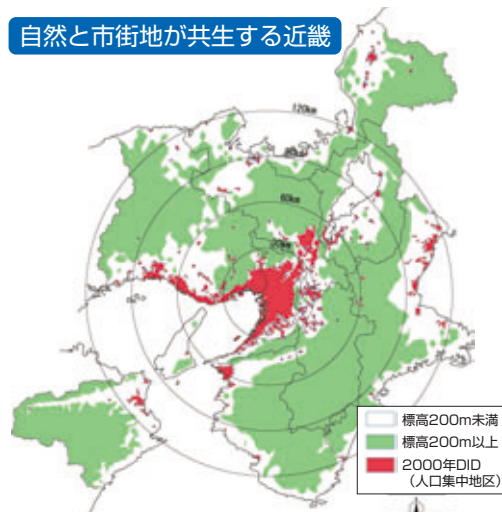 自然と市街地が共生する近畿
120km
60km
標高200m未満
標高200m以上
2000年DID
（人口集中地区）